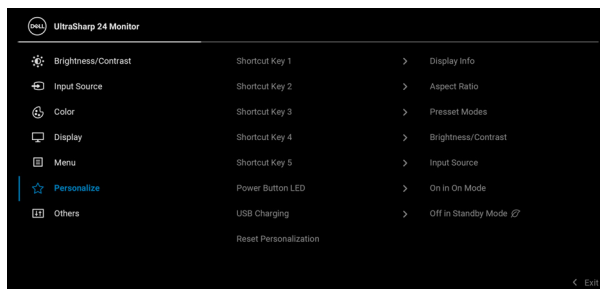 DELL UltraSharp 24 Monitor
Brightness/Contrast Shortcut Key 1 > Display Info
Input Source Shortcut Key 2 > Aspect Ratio
Color Shortcut Key 3 > Presset Modes
Display Shortcut Key 4 > Brightness/Contrast
Menu Shortcut Key 5 > Input Source
Personalize Power Button LED > On in On Mode
Others USB Charging > Off in Standby Mode
Reset Personalization
< Exit